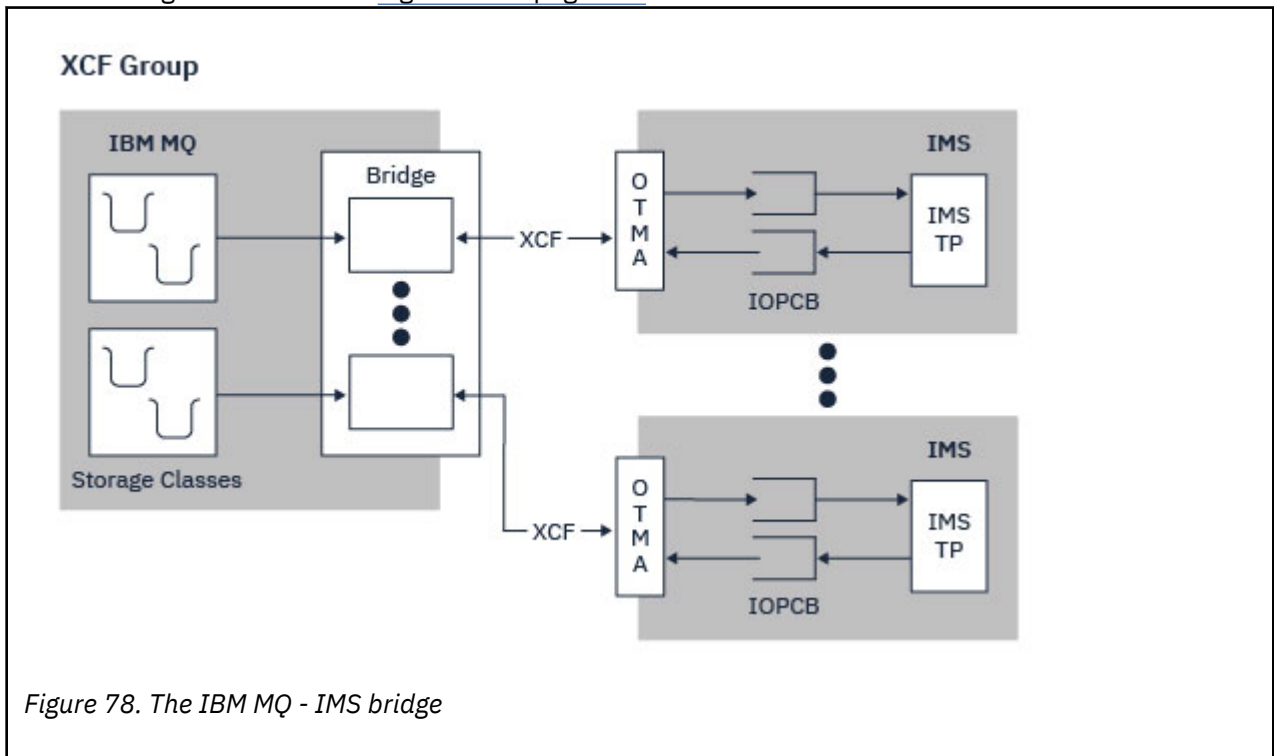 XCF Group
IBM MQ
Bridge
Storage Classes
XCF
XCF
O
T
M
A
IMS
IMS
TP
IOPCB
O
T
M
A
IMS
IMS
TP
IOPCB
Figure 78. The IBM MQ - IMS bridge